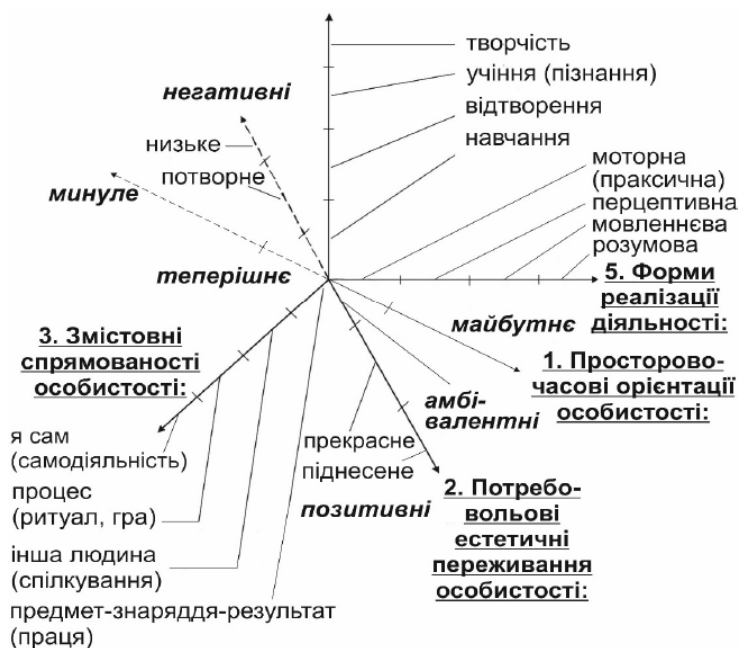 творчість
учіння (пізнання)
відтворення
навчання
негативні
низьке
потворне
минуле
теперішнє
моторна
(праксична)
перцептивна
мовленнєва
розумова
5. Форми
реалізації
діяльності:
майбутнє
1. Просторово-
часові орієнтації
особистості:
3. Змістовні
спрямованості
особистості:
амбі-
валентні
прекрасне
піднесене
позитивні
2. Потребо-
вольові
естетичні
переживання
особистості:
я сам
(самодіяльність)
процес
(ритуал, гра)
інша людина
(спілкування)
предмет-знаряддя-результат
(праця)